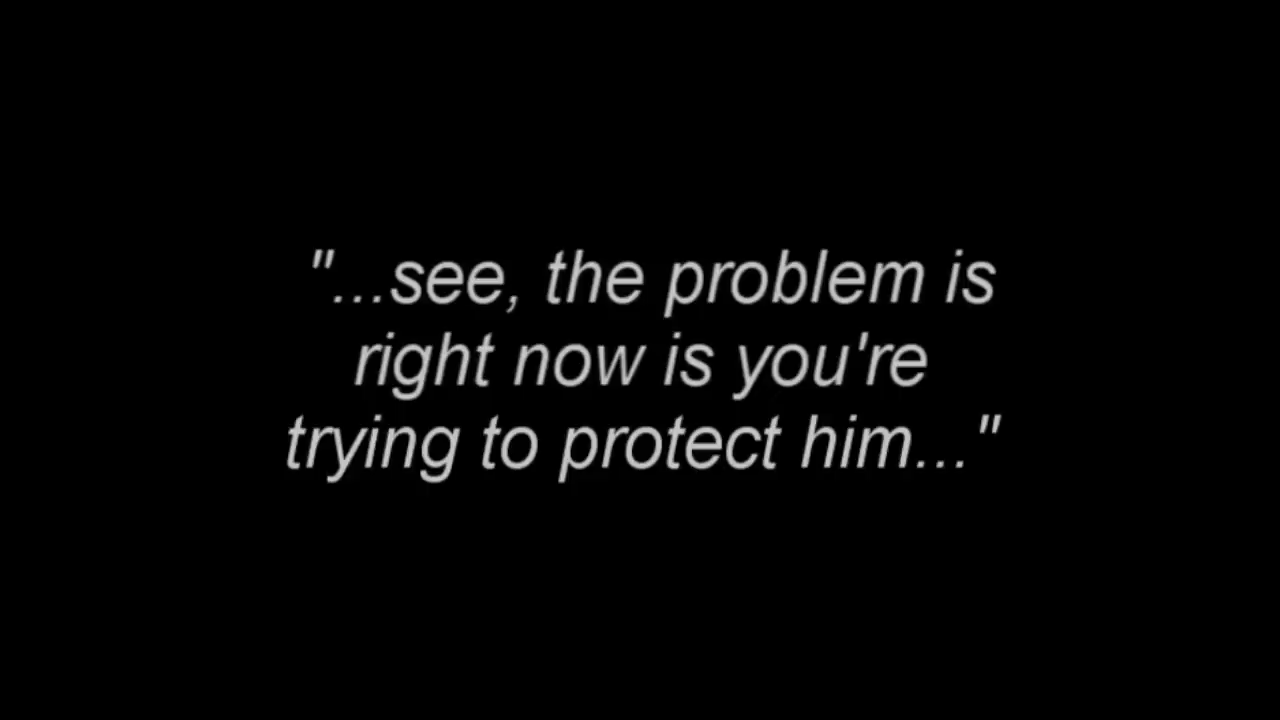 "...see, the problem is
right now is you're
trying to protect him..."